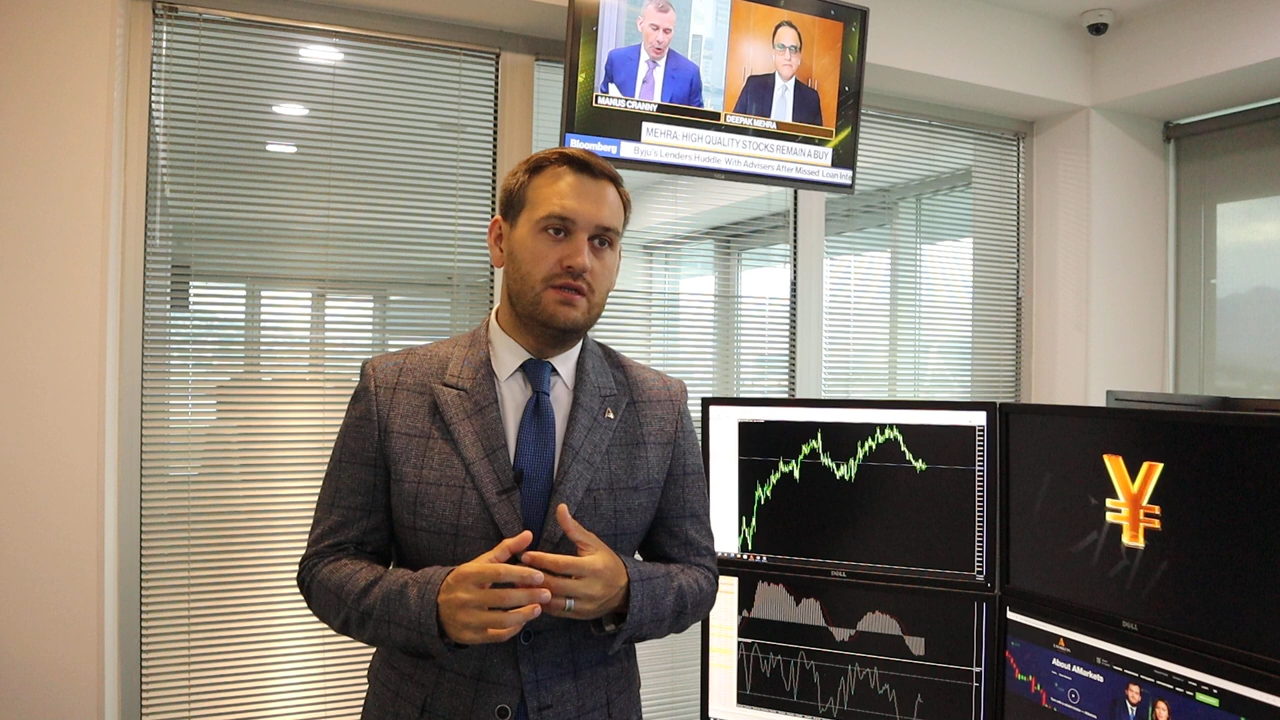 MANUS CRANNY
DEEPAK MEHRA
MEHRA: HIGH QUALITY STOCKS REMAIN A BUY
Bloomberg
Byju's Lenders Huddle With Advisers After Missed Loan Inte
DELL
¥
DELL
About AMarkets